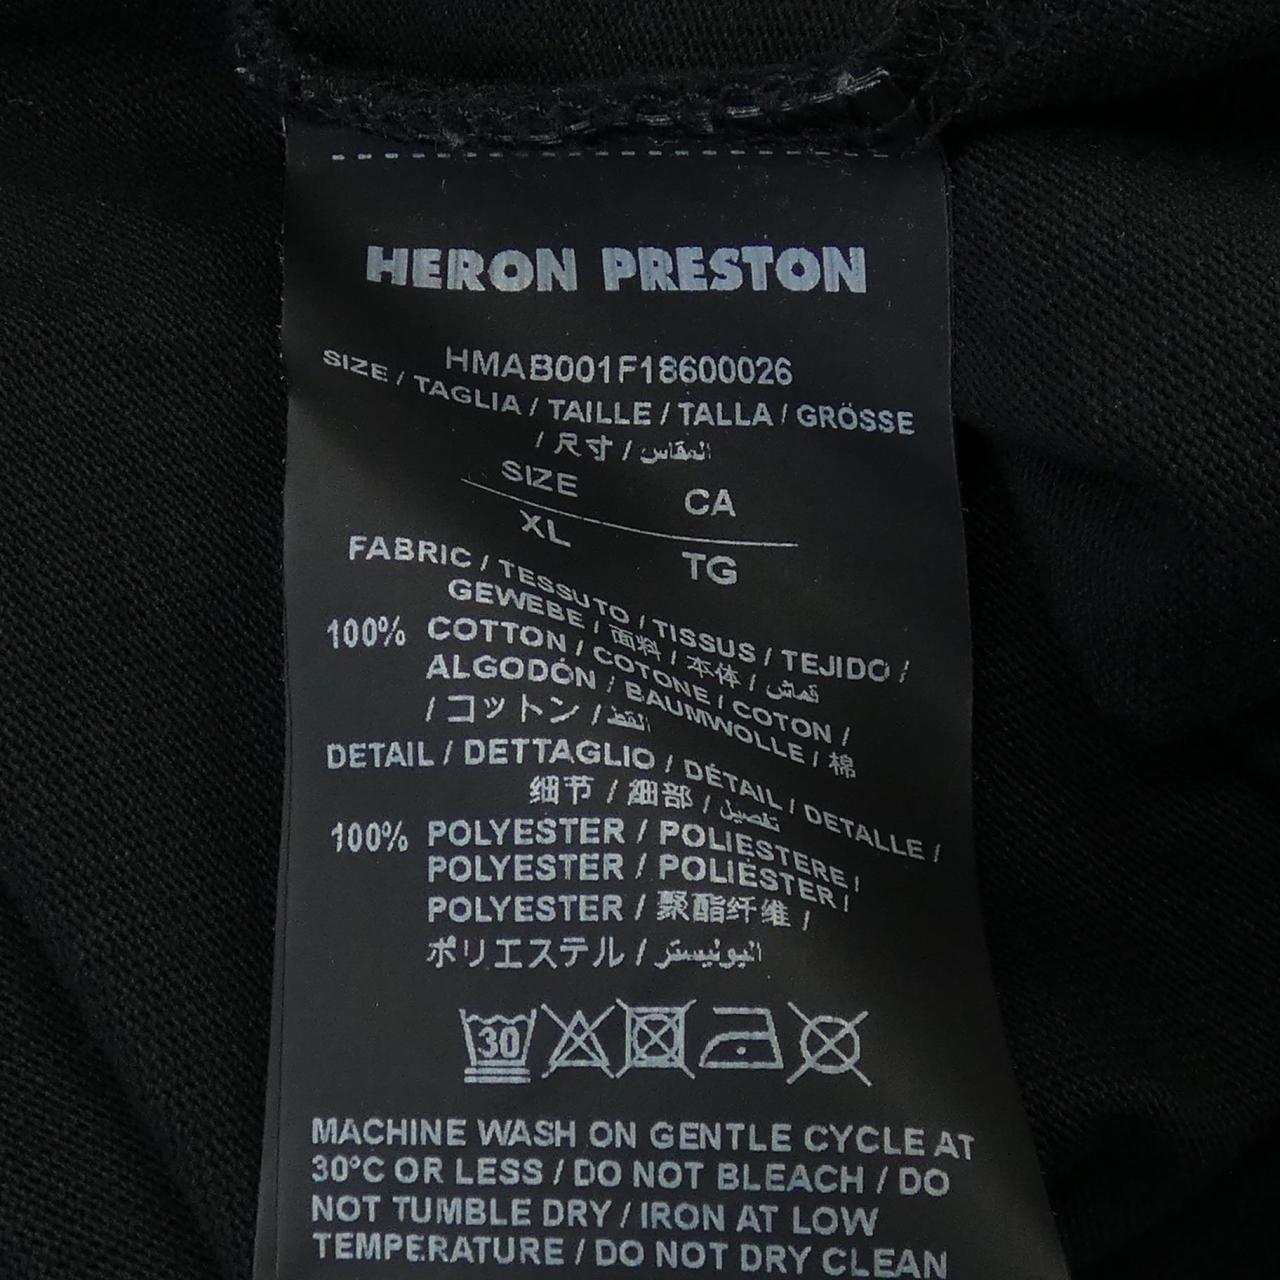 HERON PRESTON
HMAB001F18600026
SIZE / TAGLIA / TAILLE / TALLA / GRÖSSE
/ 尺寸 / المقاس
SIZE CA
XL TG
FABRIC / TESSUTO / TISSUS / TEJIDO /
GEWEBE / 面料 / 本体 / قماش
100% COTTON / COTONE / COTON /
ALGODÓN / BAUMWOLLE / 棉
/ コットン / القط
DETAIL / DETTAGLIO / DÉTAIL / DETALLE /
细节 / 細部 / تفصيل
100% POLYESTER / POLIESTERE /
POLYESTER / POLIÉSTER /
POLYESTER / 聚酯纤维 /
ポリエステル / البوليستر
30
MACHINE WASH ON GENTLE CYCLE AT
30°C OR LESS / DO NOT BLEACH / DO
NOT TUMBLE DRY / IRON AT LOW
TEMPERATURE / DO NOT DRY CLEAN